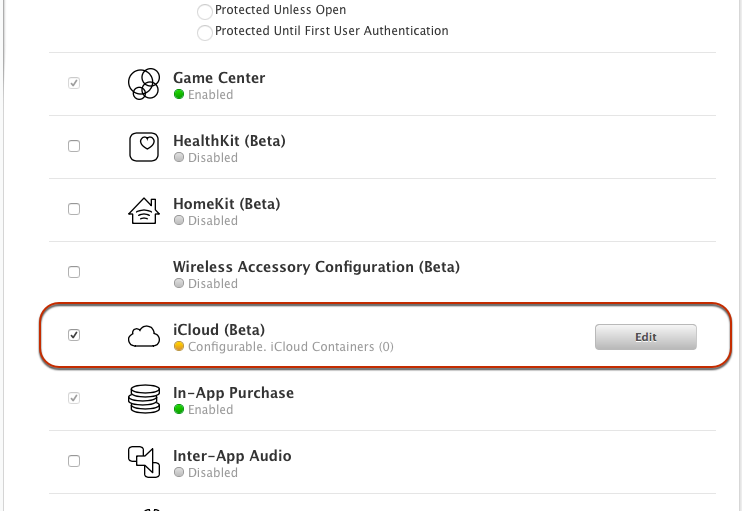 Protected Unless Open
Protected Until First User Authentication
Game Center
Enabled
HealthKit (Beta)
Disabled
HomeKit (Beta)
Disabled
Wireless Accessory Configuration (Beta)
Disabled
iCloud (Beta)
Configurable. iCloud Containers (0)
Edit
In-App Purchase
Enabled
Inter-App Audio
Disabled